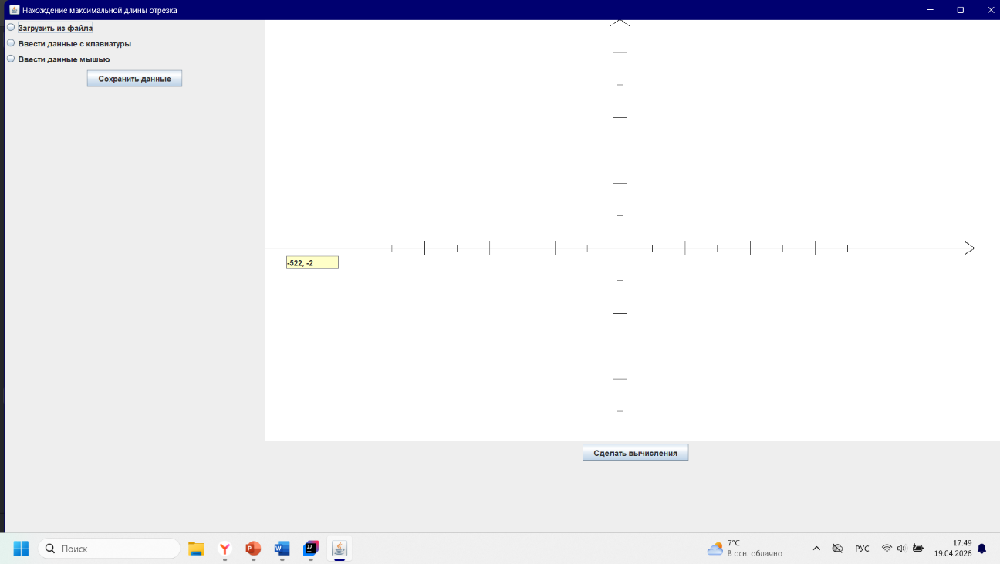 Нахождение максимальной длины отрезка
Загрузить из файла
Ввести данные с клавиатуры
Ввести данные мышью
Сохранить данные
-522, -2
Сделать вычисления
Поиск
7°C
В осн. облачно
РУС
17:49
19.04.2026